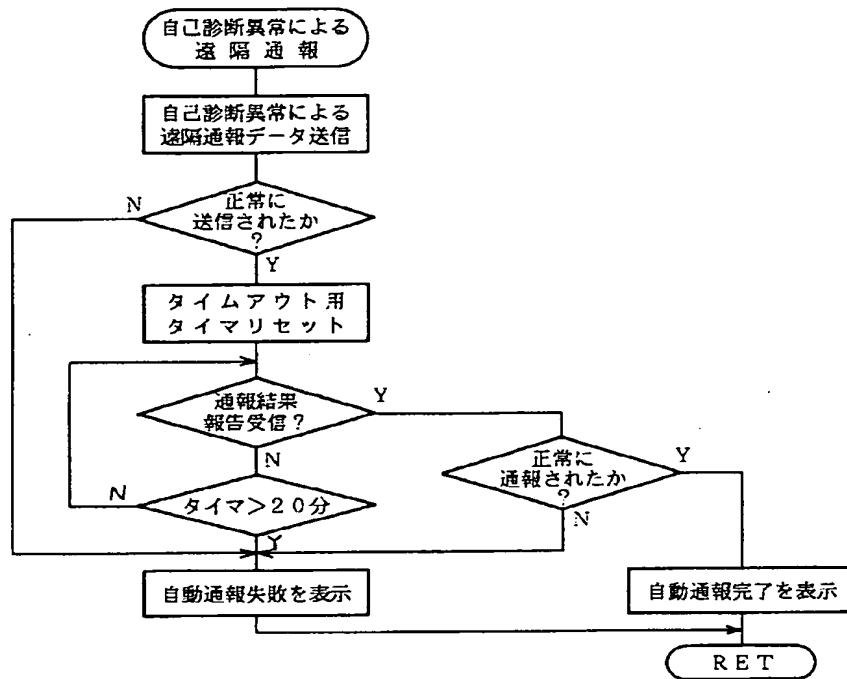 自己診断異常による
遠隔通報
自己診断異常による
遠隔通報データ送信
正常に
送信されたか
?
N
Y
タイムアウト用
タイマリセット
通報結果
報告受信?
Y
N
正常に
通報されたか
?
Y
N
タイマ>20分
N
Y
自動通報失敗を表示
自動通報完了を表示
RET